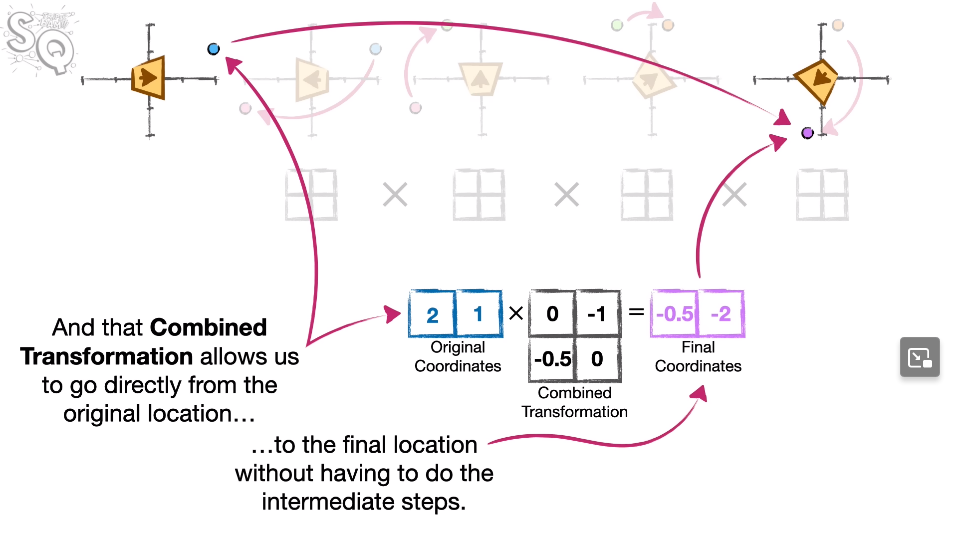 SQ
2 1 × 0 -1 = -0.5 -2
-0.5 0
Original
Coordinates
Combined
Transformation
Final
Coordinates
× × ×
And that Combined
Transformation allows us
to go directly from the
original location…
…to the final location
without having to do the
intermediate steps.